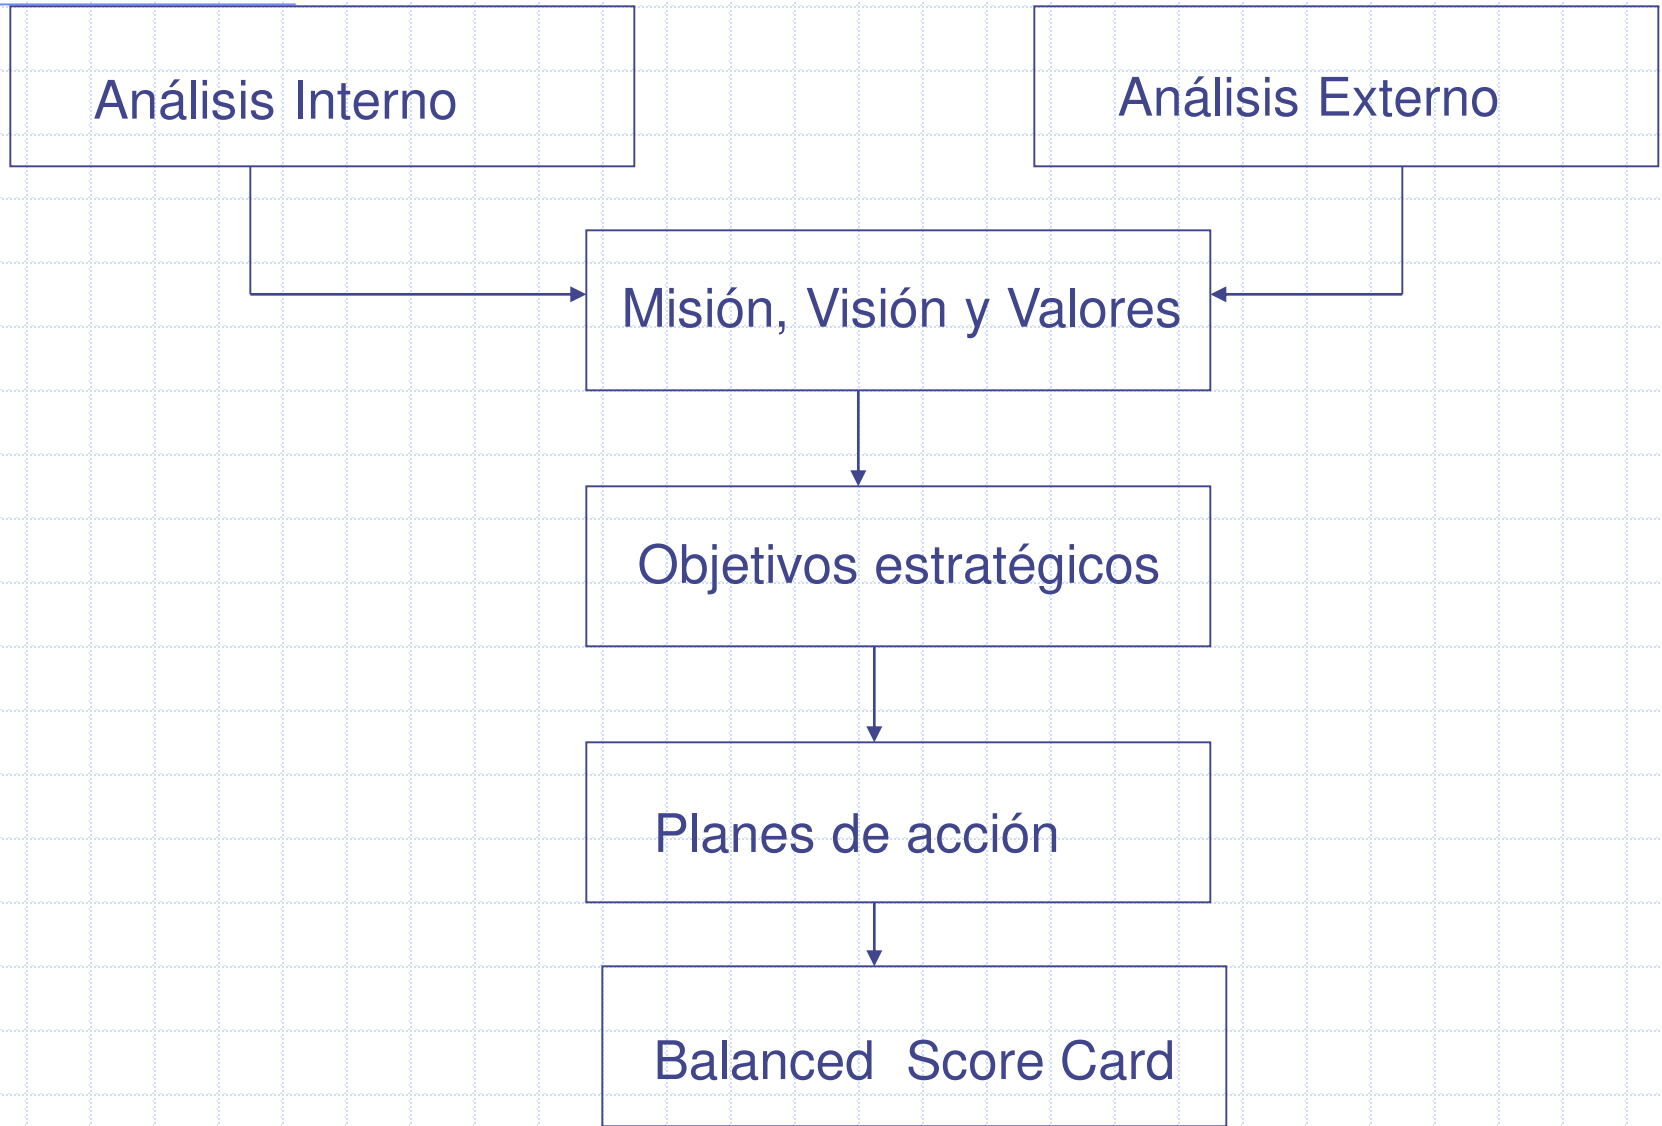 Análisis Interno
Análisis Externo
Misión, Visión y Valores
Objetivos estratégicos
Planes de acción
Balanced  Score Card